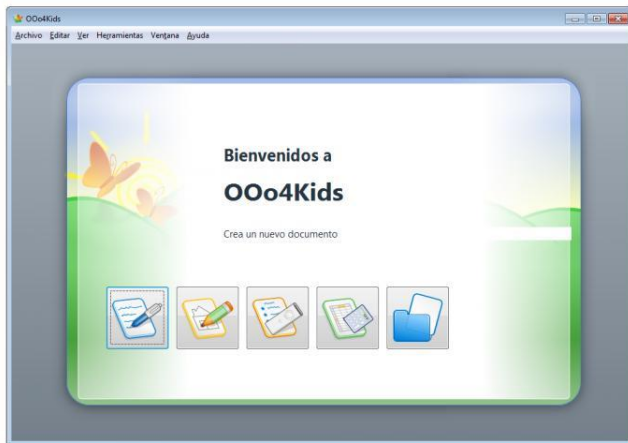 OOo4Kids
Archivo Editar Ver Herramientas Ventana Ayuda
Bienvenidos a
OOo4Kids
Crea un nuevo documento